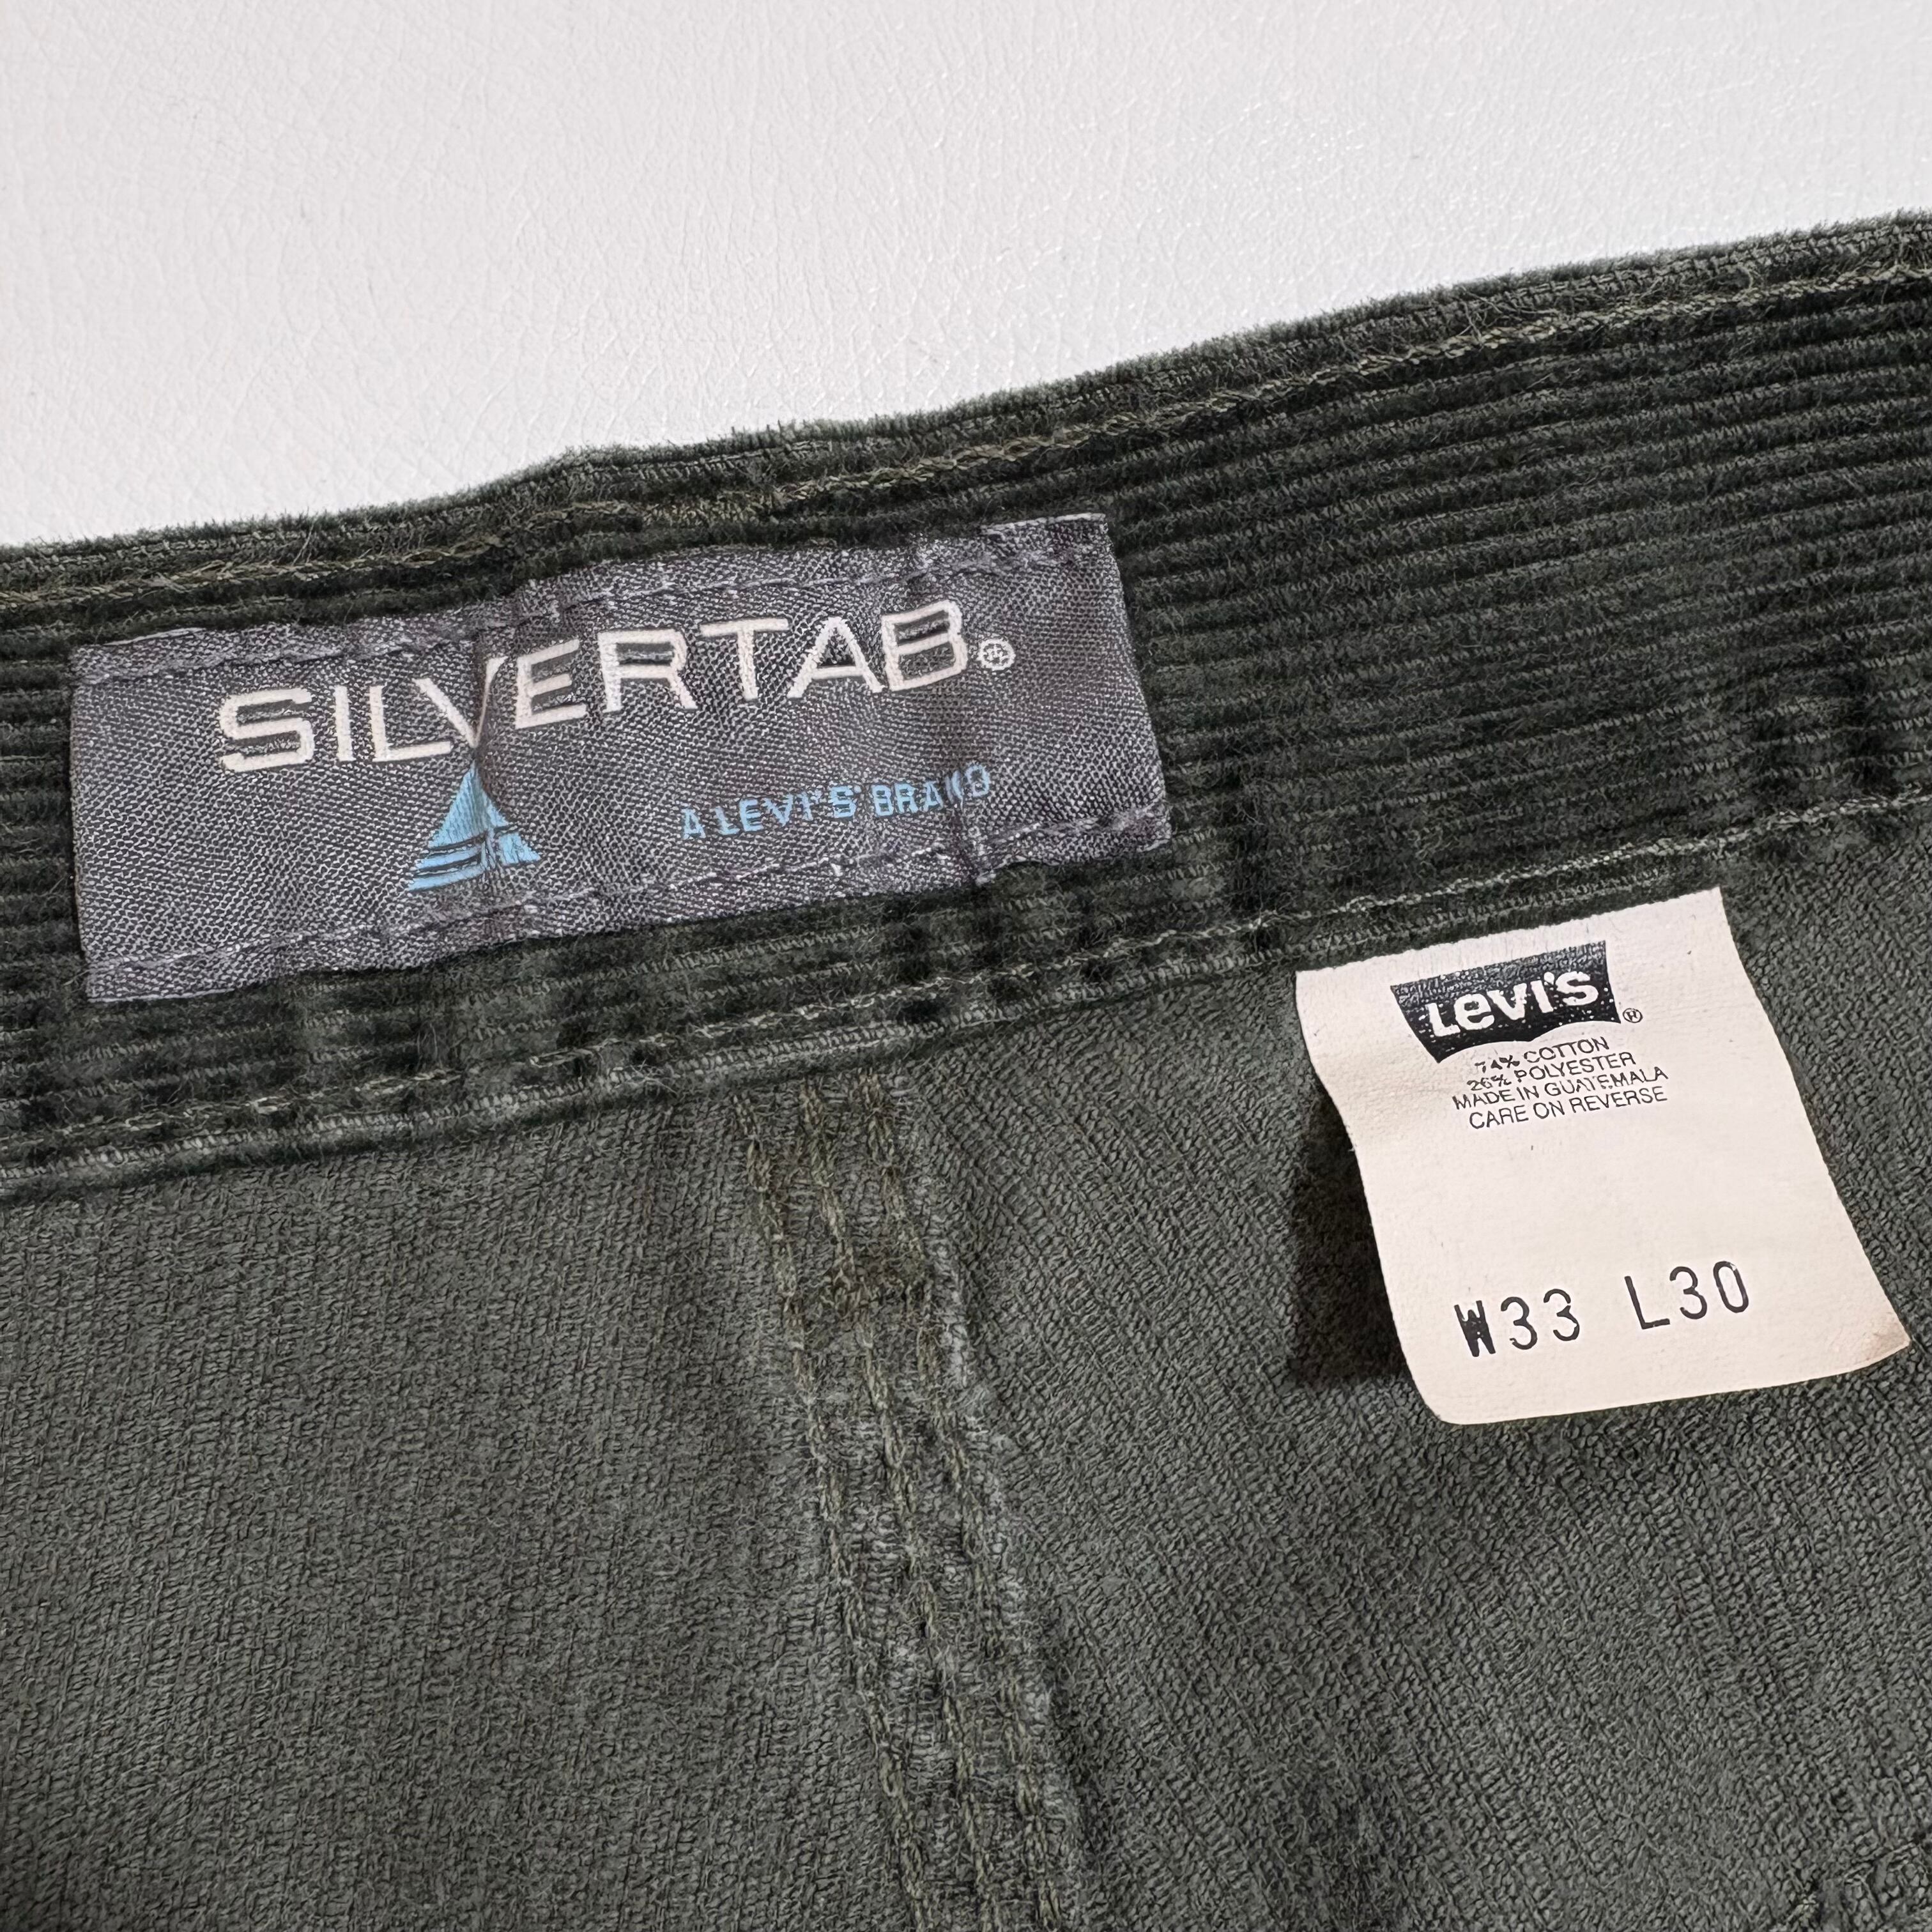 SILVERTAB®
A LEVI'S BRAND
Levi's®
74% COTTON
26% POLYESTER
MADE IN GUATEMALA
CARE ON REVERSE
W33 L30